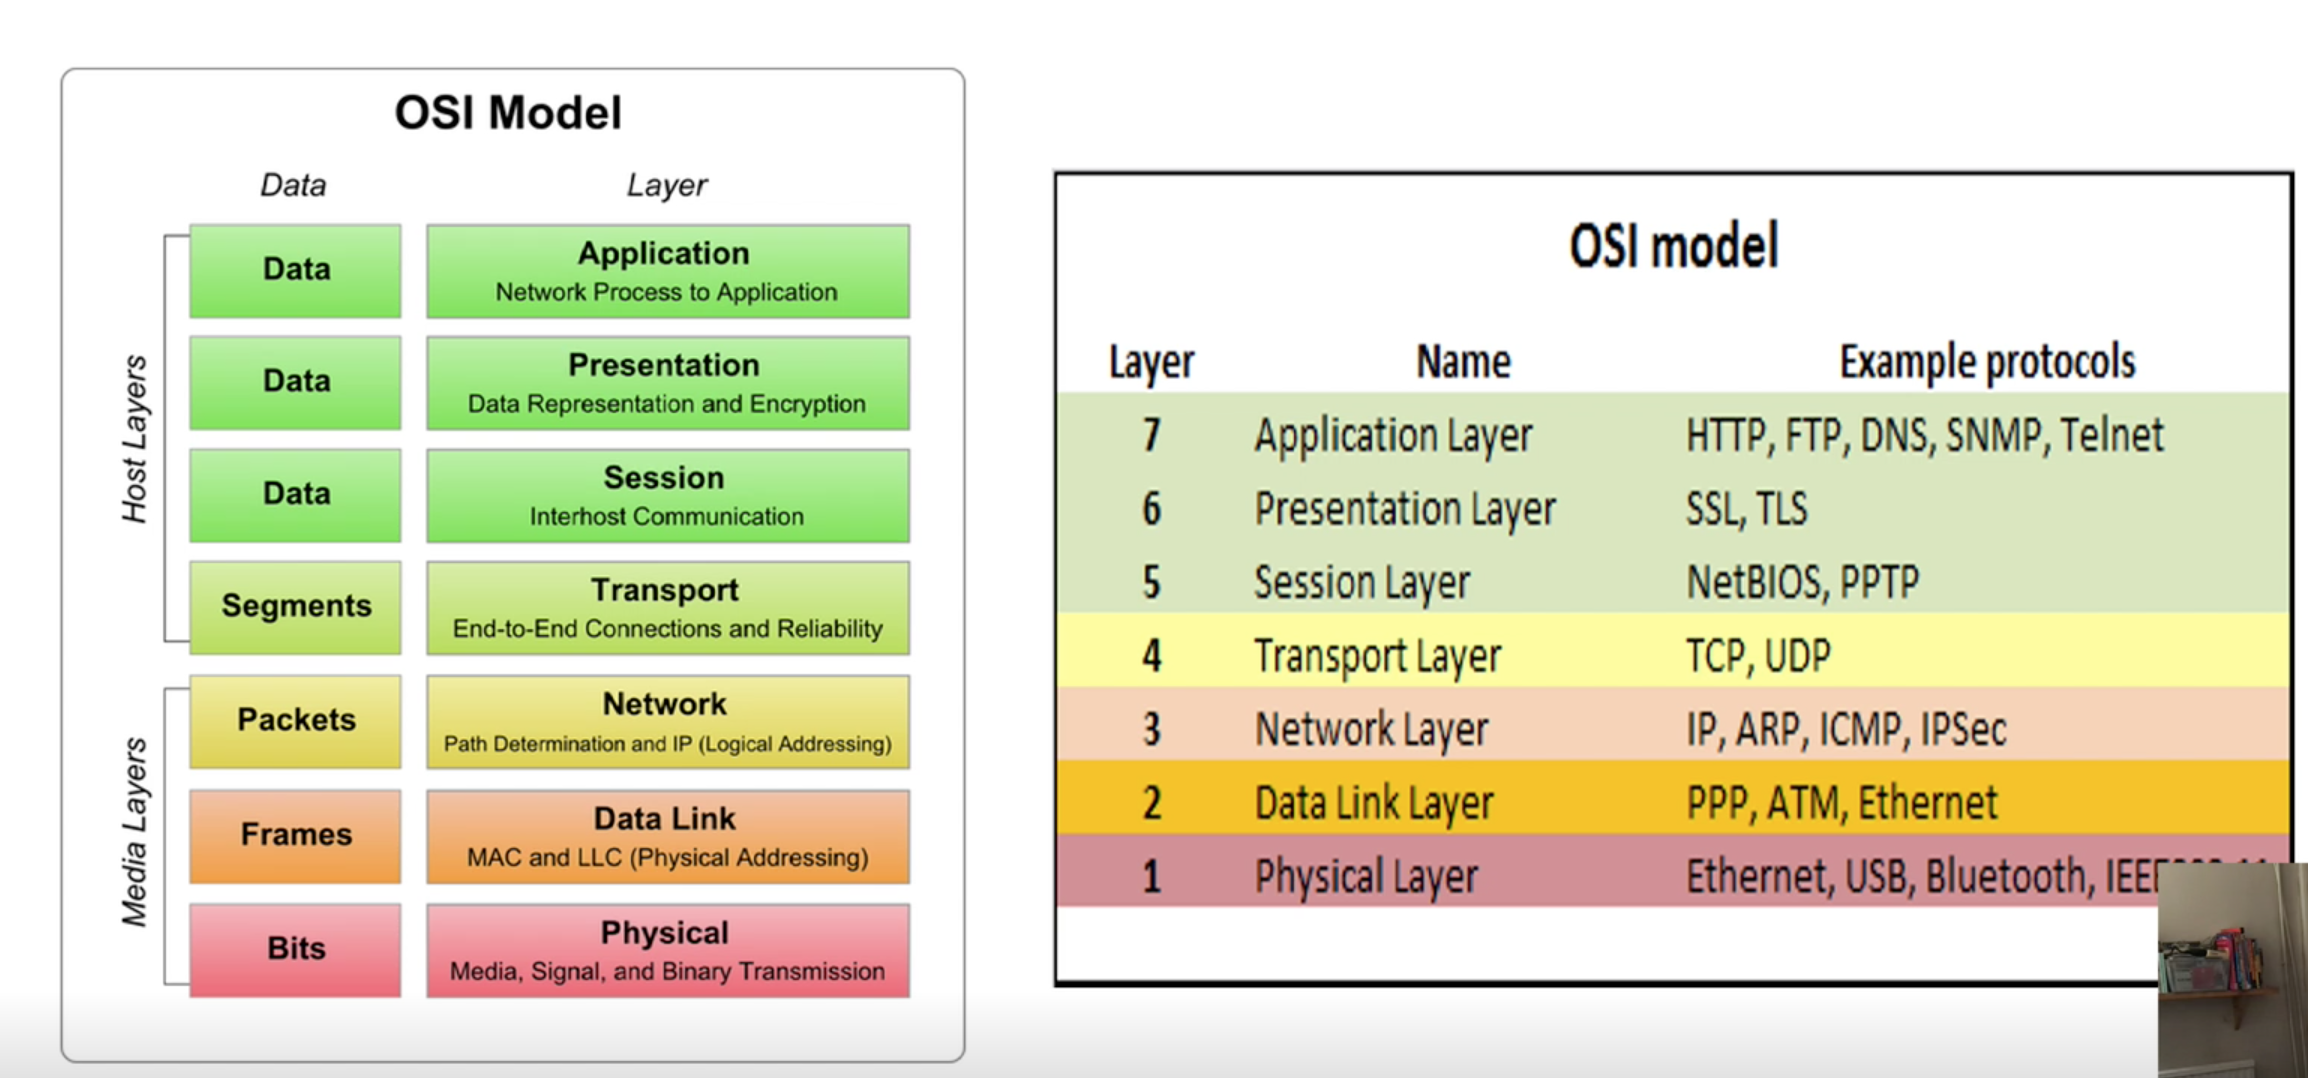 OSI Model
Data Layer
Host Layers
Data
Application
Network Process to Application
Data
Presentation
Data Representation and Encryption
Data
Session
Interhost Communication
Segments
Transport
End-to-End Connections and Reliability
Media Layers
Packets
Network
Path Determination and IP (Logical Addressing)
Frames
Data Link
MAC and LLC (Physical Addressing)
Bits
Physical
Media, Signal, and Binary Transmission
OSI model
Layer Name Example protocols
7 Application Layer HTTP, FTP, DNS, SNMP, Telnet
6 Presentation Layer SSL, TLS
5 Session Layer NetBIOS, PPTP
4 Transport Layer TCP, UDP
3 Network Layer IP, ARP, ICMP, IPSec
2 Data Link Layer PPP, ATM, Ethernet
1 Physical Layer Ethernet, USB, Bluetooth,